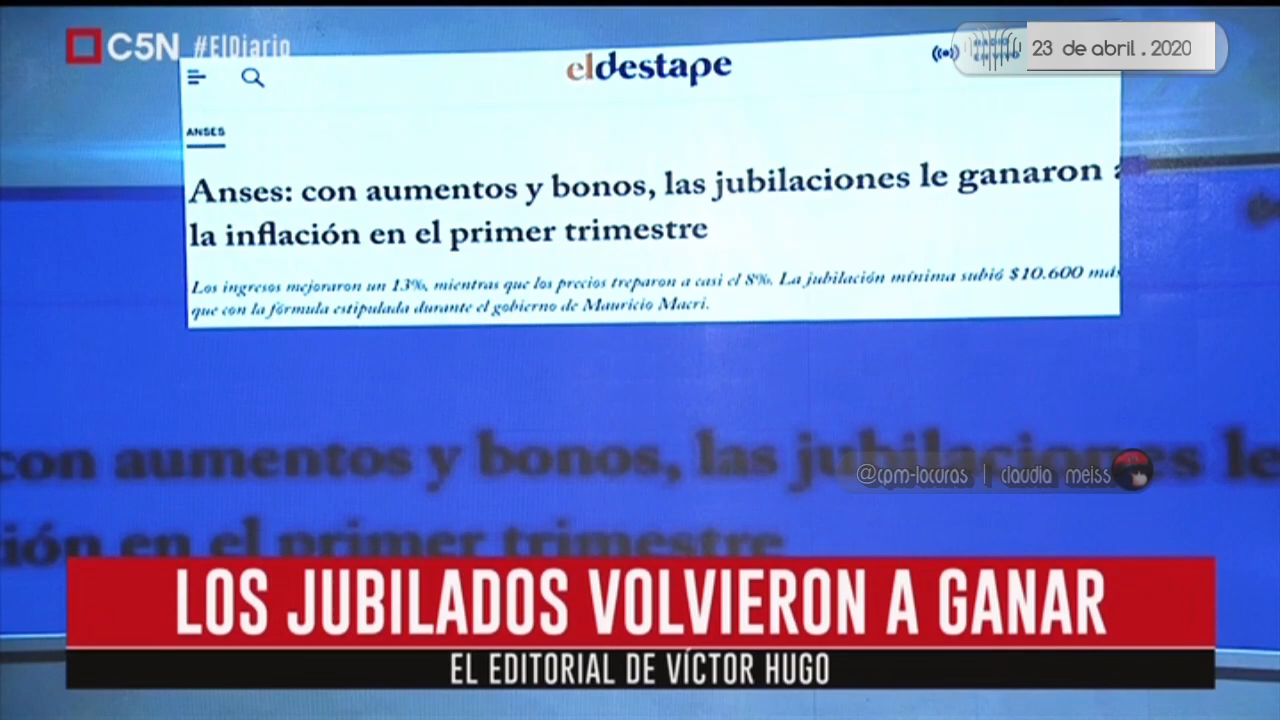 C5N #ElDiario
23 de abril . 2020
eldestape
ANSES
Anses: con aumentos y bonos, las jubilaciones le ganaron a
la inflación en el primer trimestre
Los ingresos mejoraron un 13%, mientras que los precios treparon a casi el 8%. La jubilación mínima subió $10.600 más
que con la fórmula estipulada durante el gobierno de Mauricio Macri.
con aumentos y bonos, las jubilaciones le
ión en el primer trimestre
@cpm-locuras | claudia meiss
LOS JUBILADOS VOLVIERON A GANAR
EL EDITORIAL DE VÍCTOR HUGO